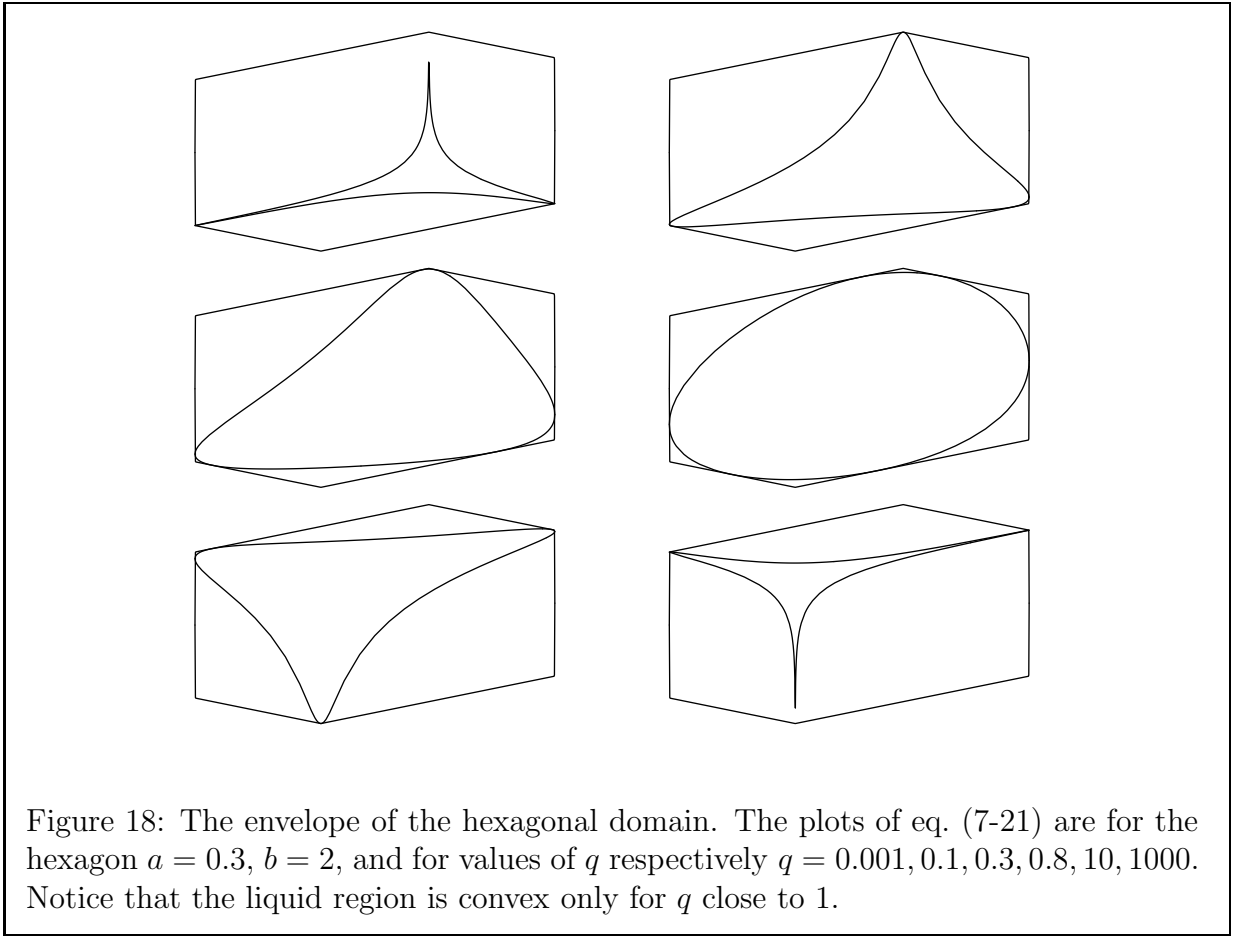 Figure 18: The envelope of the hexagonal domain. The plots of eq. (7-21) are for the
hexagon a = 0.3, b = 2, and for values of q respectively q = 0.001, 0.1, 0.3, 0.8, 10, 1000.
Notice that the liquid region is convex only for q close to 1.